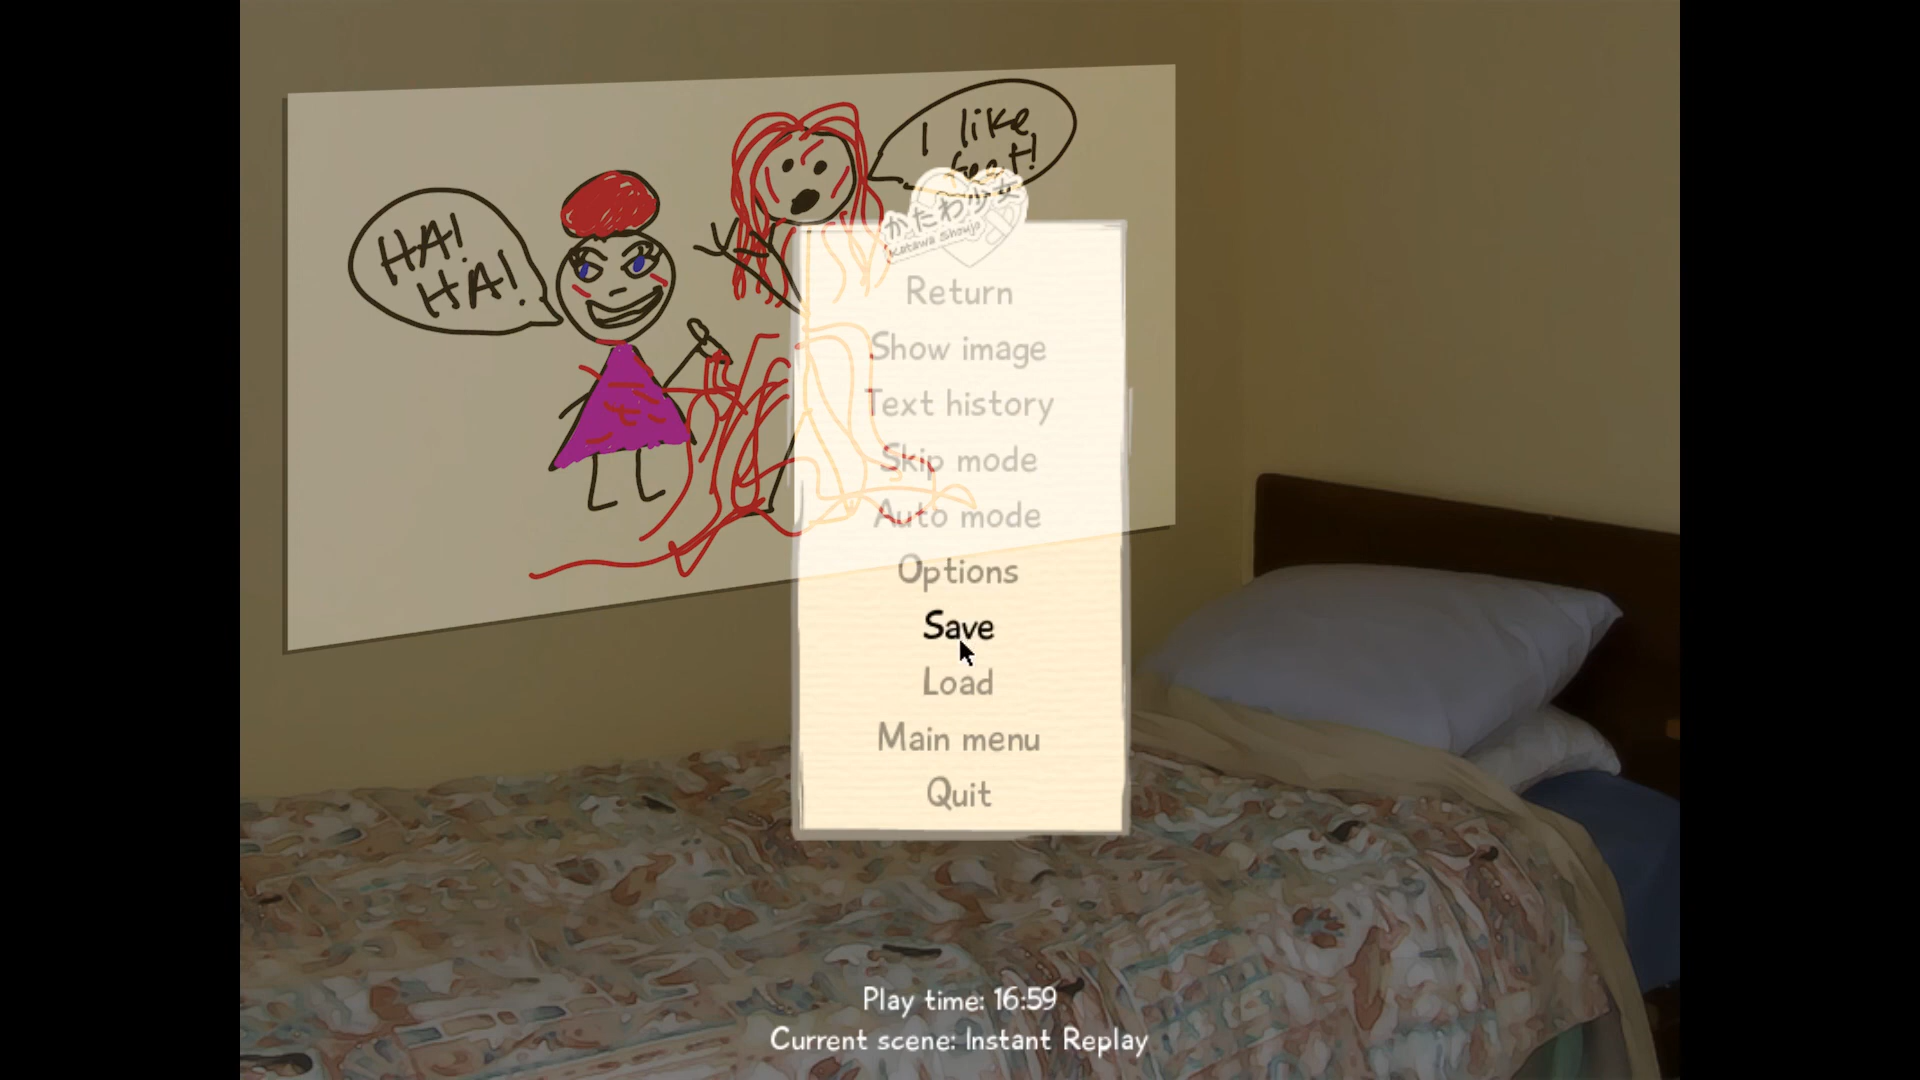 HA!
HA!
I like
かたわ少女
Katawa Shoujo
Return
Show image
Text history
Skip mode
Auto mode
Options
Save
Load
Main menu
Quit
Play time: 16:59
Current scene: Instant Replay